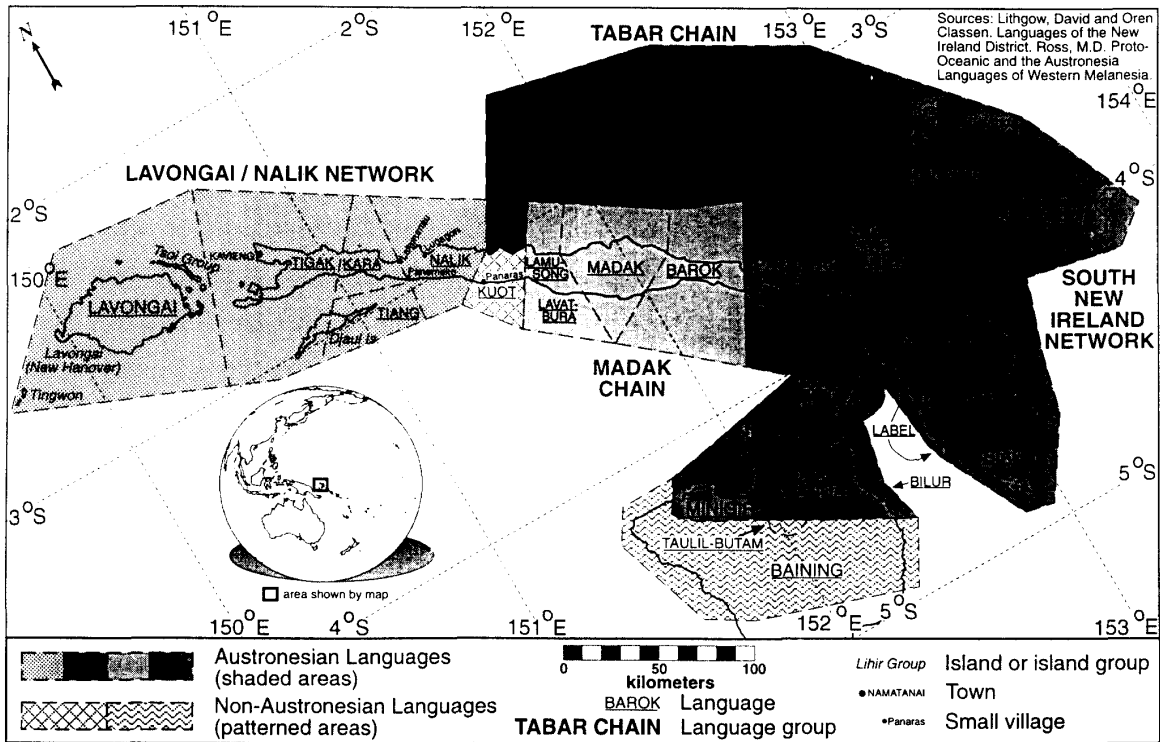 151°E
2°S
152°E
TABAR CHAIN
153°E
3°S
Sources: Lithgow, David and Oren
Classen. Languages of the New
Ireland District. Ross, M.D. Proto-
Oceanic and the Austronesia
Languages of Western Melanesia.
N
154°E
LAVONGAI / NALIK NETWORK
4°S
2°S
150°E
Tsoi Group
KAVIENG
TIGAK
KARA
NALIK
Panaras
KUOT
LAMU-
SONG
MADAK
BAROK
LAVAT-
BURA
LAVONGAI
TIANG
Djaul Is.
Lavongai
(New Hanover)
Tingwon
SOUTH
NEW
IRELAND
NETWORK
MADAK
CHAIN
LABEL
BILUR
5°S
3°S
TAULIL-BUTAM
BAINING
area shown by map
150°E
4°S
151°E
152°E
5°S
153°E
Austronesian Languages
(shaded areas)
Non-Austronesian Languages
(patterned areas)
0 50 100
kilometers
BAROK Language
TABAR CHAIN Language group
Lihir Group Island or island group
NAMATANAI Town
Panaras Small village